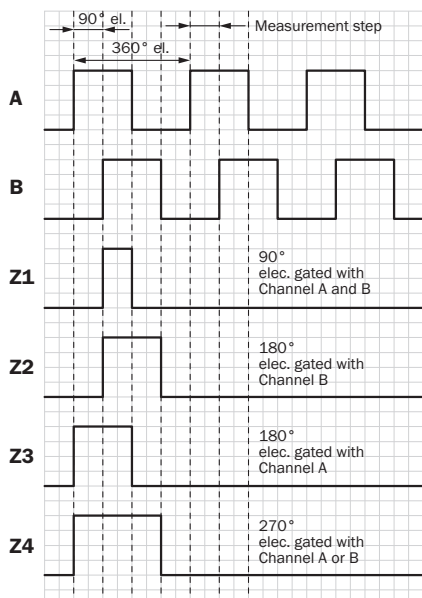 90° el.
Measurement step
360° el.
A
B
Z1
90°
elec. gated with
Channel A and B
Z2
180°
elec. gated with
Channel B
Z3
180°
elec. gated with
Channel A
Z4
270°
elec. gated with
Channel A or B